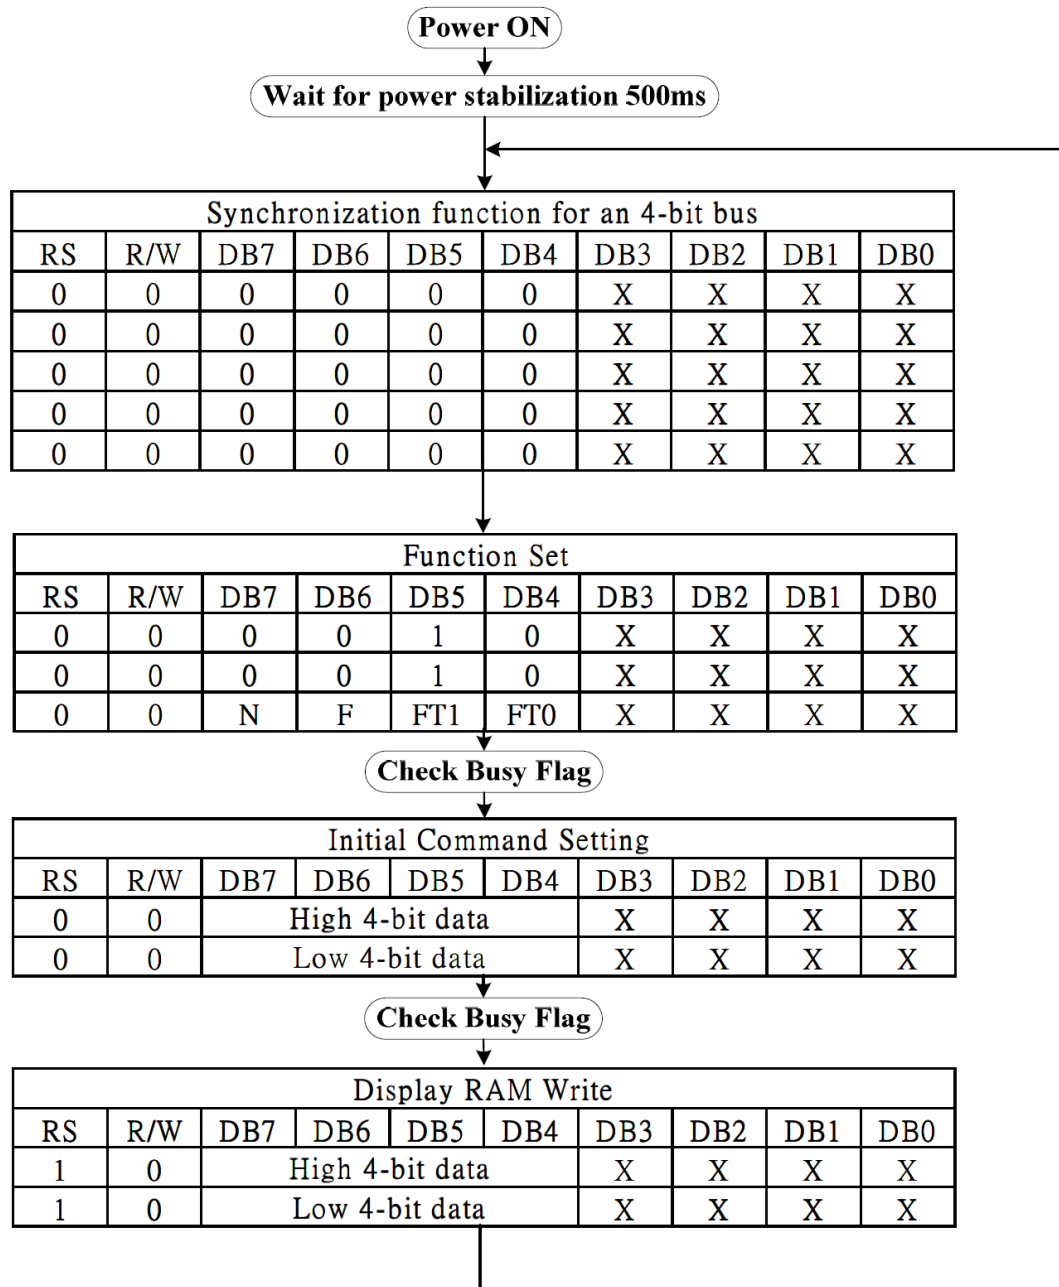 Power ON
Wait for power stabilization 500ms
Synchronization function for an 4-bit bus
RS R/W DB7 DB6 DB5 DB4 DB3 DB2 DB1 DB0
0 0 0 0 0 0 X X X X
0 0 0 0 0 0 X X X X
0 0 0 0 0 0 X X X X
0 0 0 0 0 0 X X X X
0 0 0 0 0 0 X X X X
Function Set
RS R/W DB7 DB6 DB5 DB4 DB3 DB2 DB1 DB0
0 0 0 0 1 0 X X X X
0 0 0 0 1 0 X X X X
0 0 N F FT1 FT0 X X X X
Check Busy Flag
Initial Command Setting
RS R/W DB7 DB6 DB5 DB4 DB3 DB2 DB1 DB0
0 0 High 4-bit data X X X X
0 0 Low 4-bit data X X X X
Check Busy Flag
Display RAM Write
RS R/W DB7 DB6 DB5 DB4 DB3 DB2 DB1 DB0
1 0 High 4-bit data X X X X
1 0 Low 4-bit data X X X X